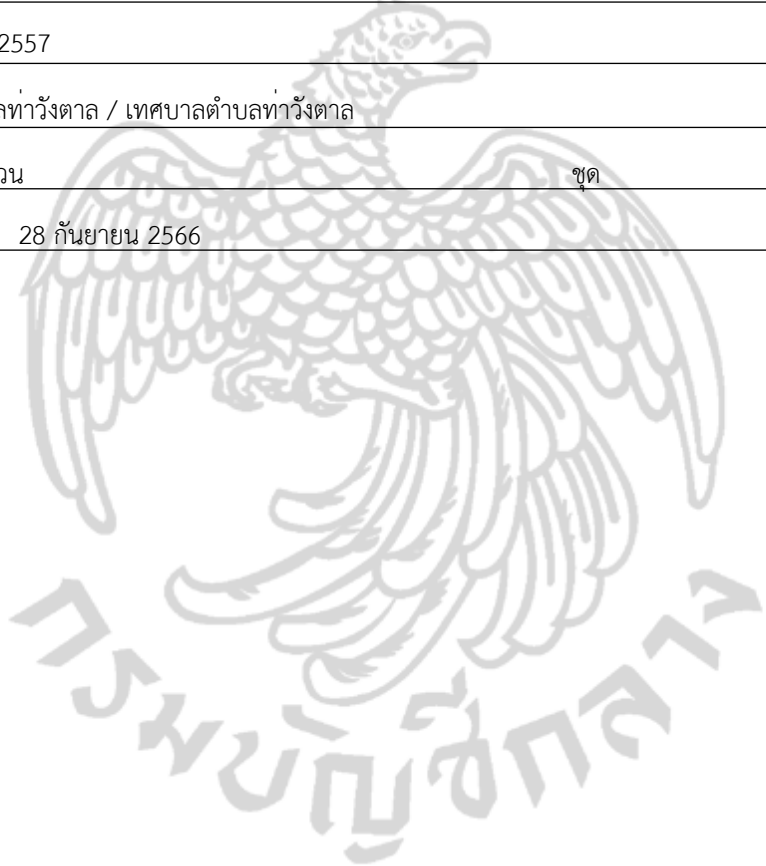 2557
ลท่าวังตาล / เทศบาลตำบลท่าวังตาล
วน ชุด
28 กันยายน 2566
กรมบัญชีกลาง